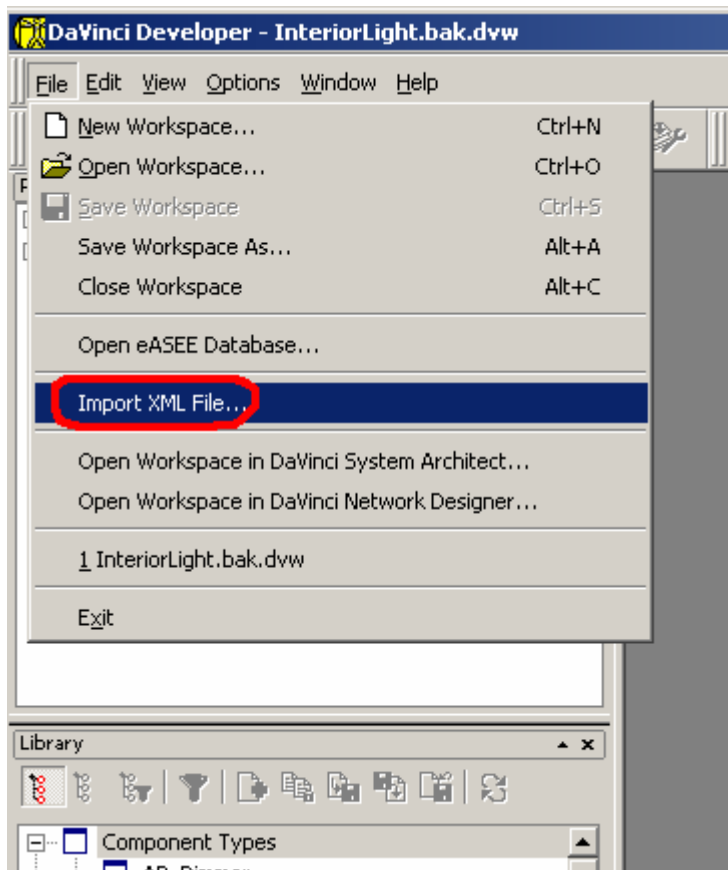 DaVinci Developer - InteriorLight.bak.dvw
File Edit View Options Window Help
New Workspace... Ctrl+N
Open Workspace... Ctrl+O
Save Workspace Ctrl+S
Save Workspace As... Alt+A
Close Workspace Alt+C
Open eASEE Database...
Import XML File...
Open Workspace in DaVinci System Architect...
Open Workspace in DaVinci Network Designer...
1 InteriorLight.bak.dvw
Exit
Library
Component Types